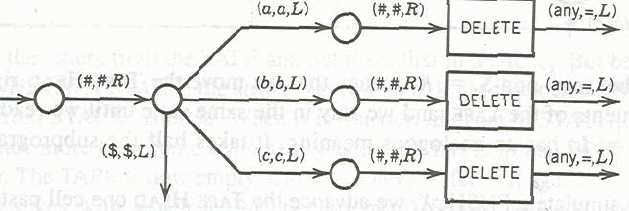 (a,a,L) (#,#,R) DELETE (any,=,L)
(#,#,R) (b,b,L) (#,#,R) DELETE (any,=,L)
($,$,L) (c,c,L) (#,#,R) DELETE (any,=,L)